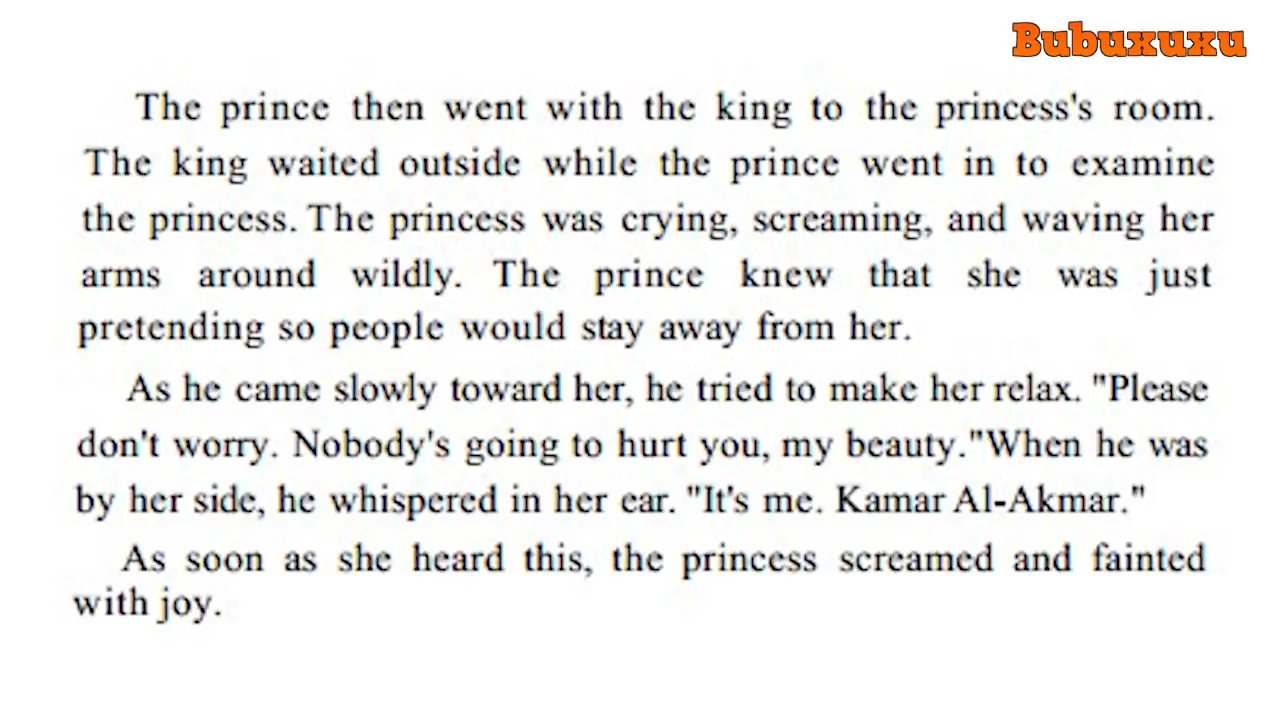 Bubuxuxu
The prince then went with the king to the princess's room.
The king waited outside while the prince went in to examine
the princess. The princess was crying, screaming, and waving her
arms around wildly. The prince knew that she was just
pretending so people would stay away from her.
As he came slowly toward her, he tried to make her relax. "Please
don't worry. Nobody's going to hurt you, my beauty."When he was
by her side, he whispered in her ear. "It's me. Kamar Al-Akmar."
As soon as she heard this, the princess screamed and fainted
with joy.